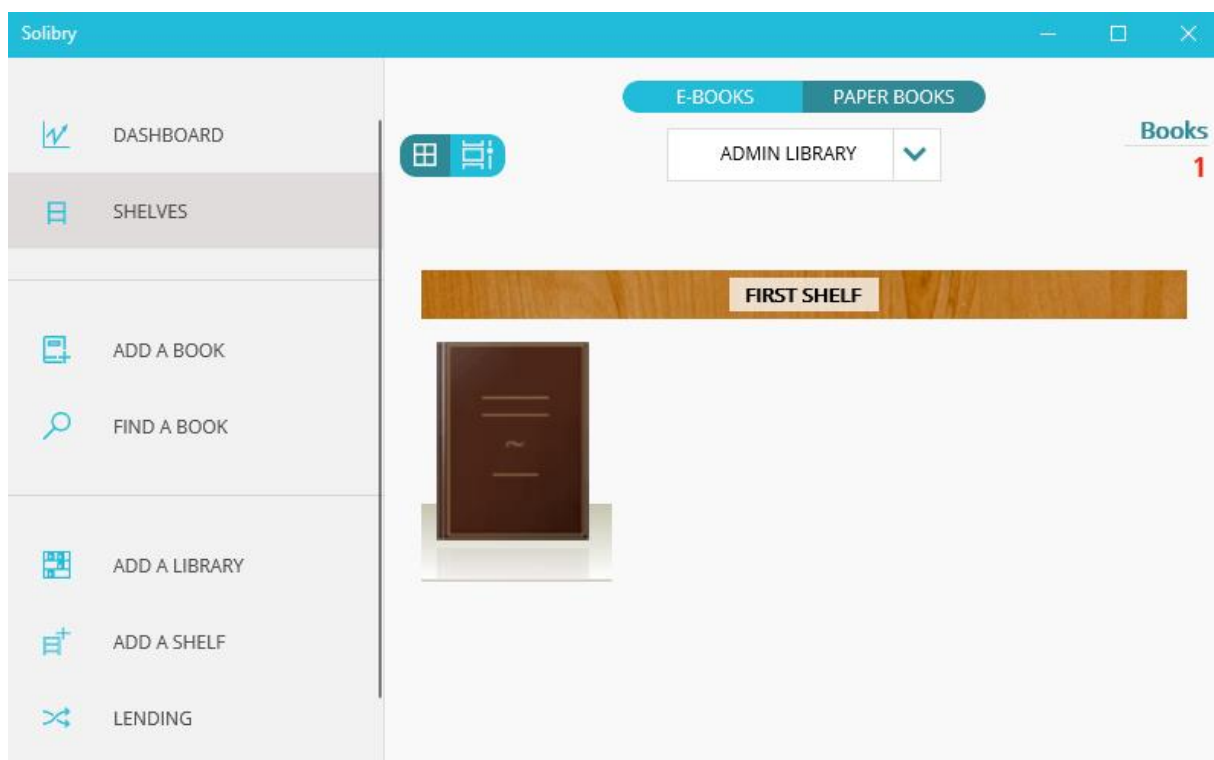 Solibry
DASHBOARD
SHELVES
ADD A BOOK
FIND A BOOK
ADD A LIBRARY
ADD A SHELF
LENDING
E-BOOKS
PAPER BOOKS
ADMIN LIBRARY
Books
1
FIRST SHELF